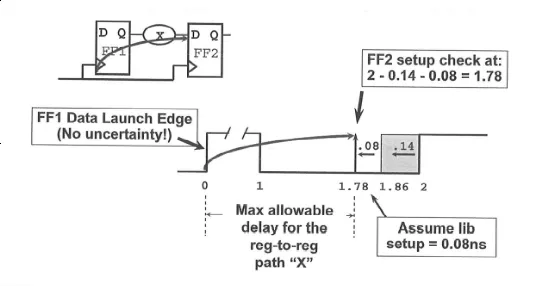 D Q
FF1
X
D Q
FF2
FF2 setup check at:
2 - 0.14 - 0.08 = 1.78
FF1 Data Launch Edge
(No uncertainty!)
.08
.14
0
1
1.78
1.86
2
Max allowable
delay for the
reg-to-reg
path “X”
Assume lib
setup = 0.08ns